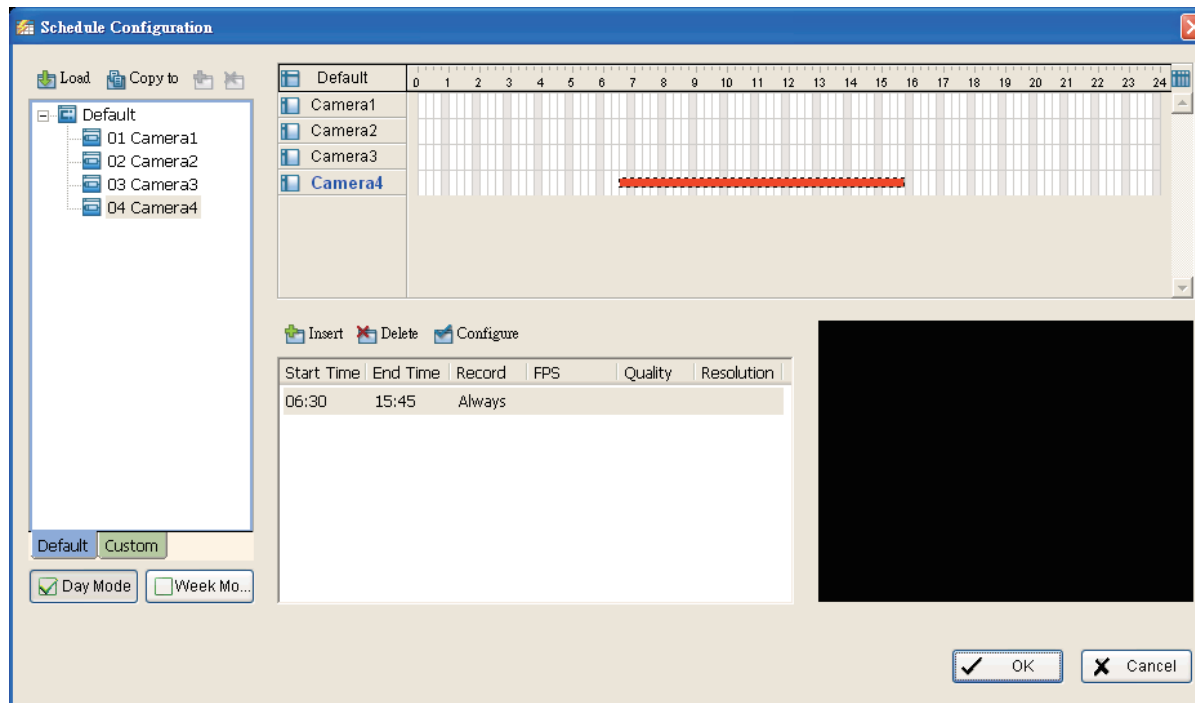 Schedule Configuration
Load Copy to
Default
01 Camera1
02 Camera2
03 Camera3
04 Camera4
Default Custom
Day Mode Week Mo...
Default 0 1 2 3 4 5 6 7 8 9 10 11 12 13 14 15 16 17 18 19 20 21 22 23 24
Camera1
Camera2
Camera3
Camera4
Insert Delete Configure
Start Time End Time Record FPS Quality Resolution
06:30 15:45 Always
OK Cancel